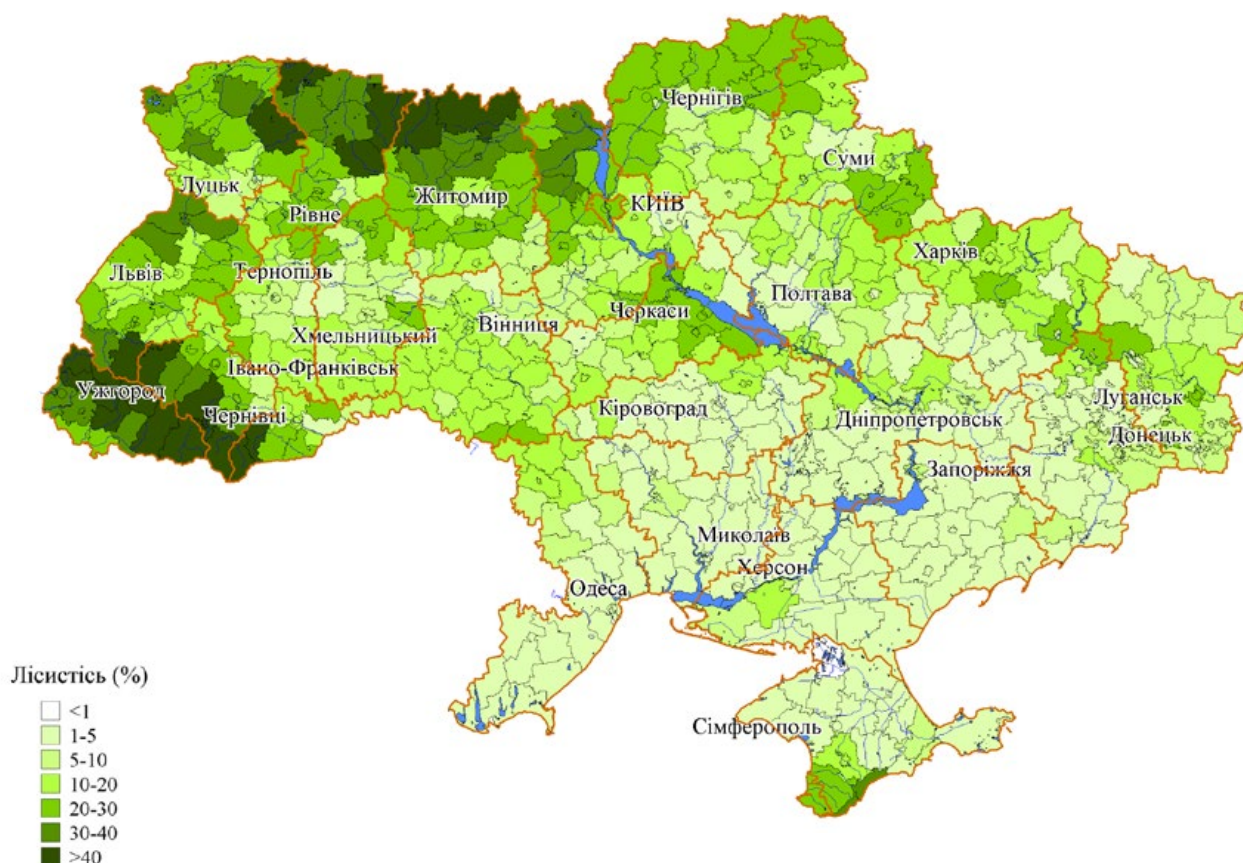 Чернігів
Суми
Луцьк
Житомир
КИЇВ
Рівне
Харків
Львів
Тернопіль
Полтава
Черкаси
Вінниця
Хмельницький
Івано-Франківськ
Ужгород
Чернівці
Луганськ
Кіровоград
Дніпропетровськ
Донецьк
Запоріжжя
Миколаїв
Херсон
Одеса
Сімферополь
Лісистісь (%)
<1
1-5
5-10
10-20
20-30
30-40
>40